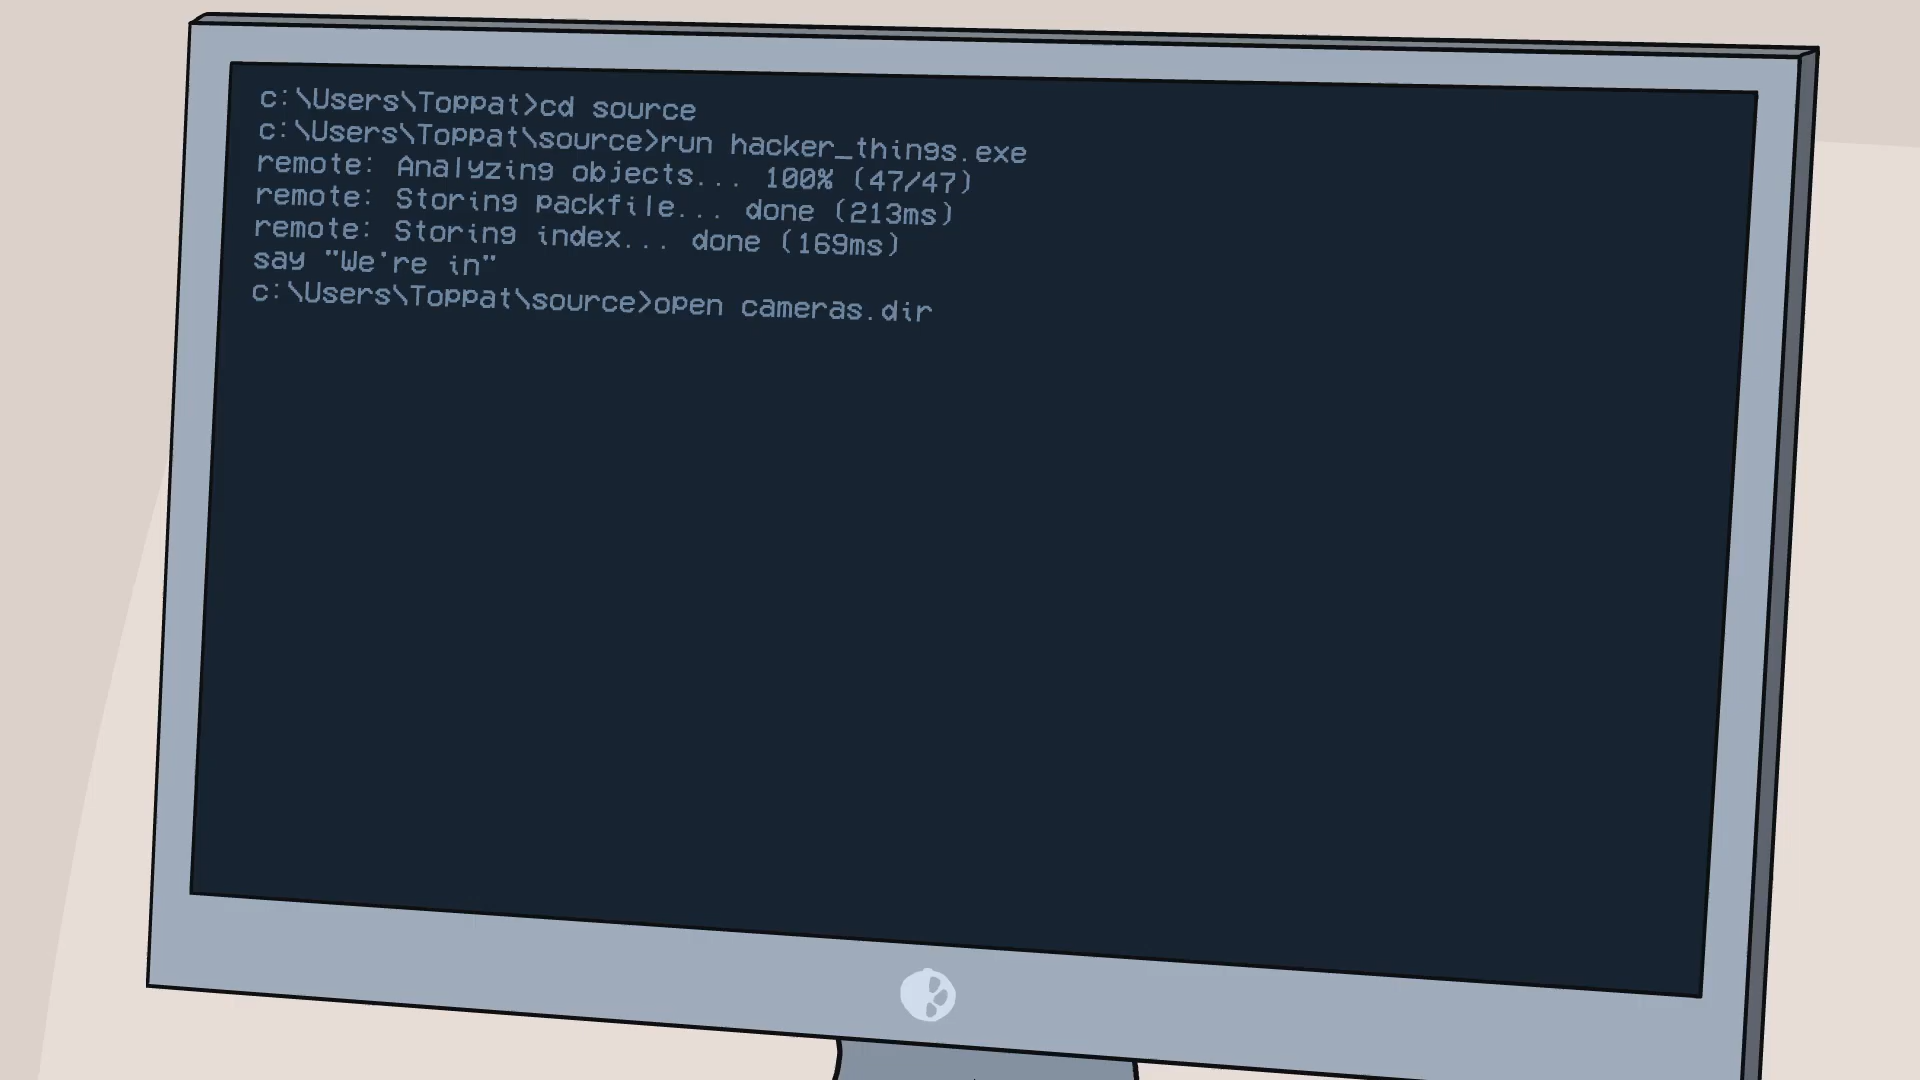 c:\Users\Toppat>cd source
c:\Users\Toppat\source>run hacker_things.exe
remote: Analyzing objects... 100% (47/47)
remote: Storing packfile... done (213ms)
remote: Storing index... done (169ms)
say "We're in"
c:\Users\Toppat\source>open cameras.dir